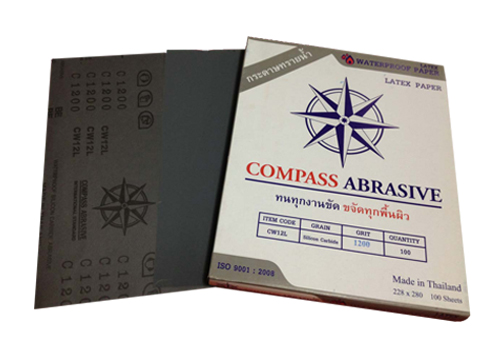 C 1200
C 1200
C 1200
C 1200
CW12L
CW12L
CW12L
COMPASS ABRASIVE
C 1200
C 1200
กระดาษทรายน้ำ
WATERPROOF PAPER
LATEX
LATEX PAPER
COMPASS ABRASIVE
ทนทุกงานขัด ขจัดทุกพื้นผิว
ITEM CODE GRAIN GRIT QUANTITY
CW12L Silicon Carbide 1200 100
ISO 9001 : 2008
Made in Thailand
228 x 280 100 Sheets